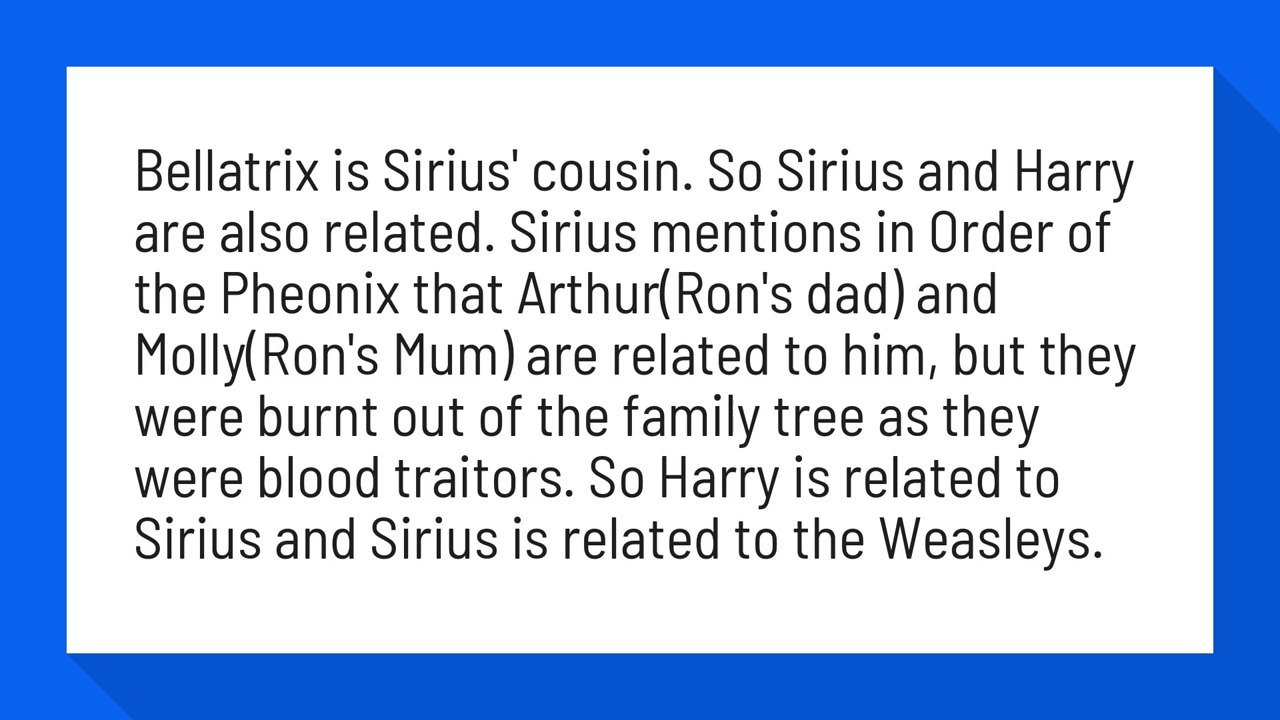 Bellatrix is Sirius' cousin. So Sirius and Harry
are also related. Sirius mentions in Order of
the Pheonix that Arthur(Ron's dad) and
Molly(Ron's Mum) are related to him, but they
were burnt out of the family tree as they
were blood traitors. So Harry is related to
Sirius and Sirius is related to the Weasleys.